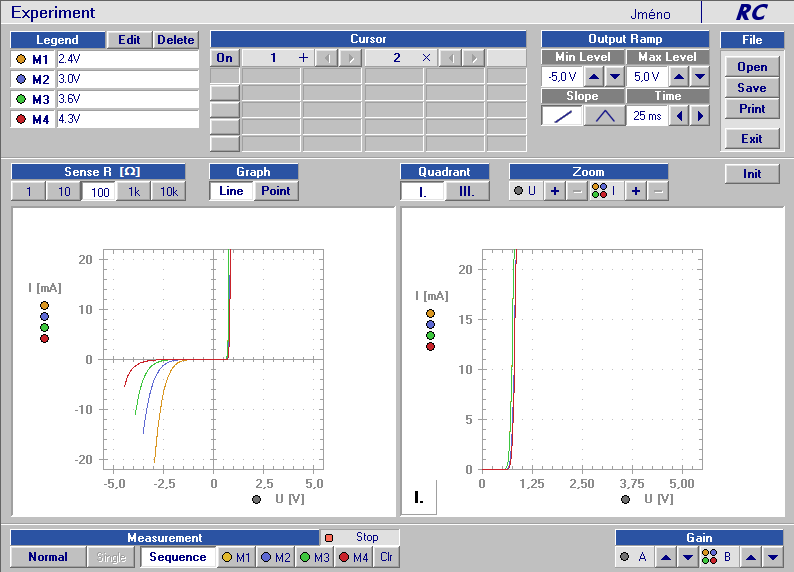 Experiment Jméno RC
Legend Edit Delete
M1 2.4V
M2 3.0V
M3 3.6V
M4 4.3V
Cursor
On 1 + 2 ×
Output Ramp
Min Level Max Level
-5,0 V 5,0 V
Slope Time
25 ms
File
Open
Save
Print
Exit
Init
Sense R [Ω]
1 10 100 1k 10k
Graph
Line Point
Quadrant
I. III.
Zoom
U + − I + −
I [mA]
20
10
0
-10
-20
-5,0 -2,5 0 2,5 5,0
U [V]
I [mA]
20
15
10
5
0
0 1,25 2,50 3,75 5,00
U [V]
I.
Measurement Stop
Normal Single Sequence M1 M2 M3 M4 Clr
Gain
A B